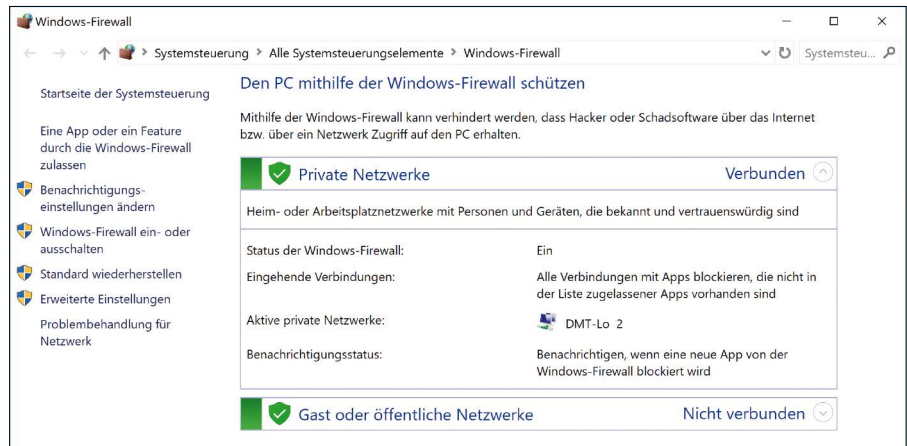 Windows-Firewall
Systemsteuerung > Alle Systemsteuerungselemente > Windows-Firewall
Systemsteu...
Startseite der Systemsteuerung
Eine App oder ein Feature
durch die Windows-Firewall
zulassen
Benachrichtigungs-
einstellungen ändern
Windows-Firewall ein- oder
ausschalten
Standard wiederherstellen
Erweiterte Einstellungen
Problembehandlung für
Netzwerk
Den PC mithilfe der Windows-Firewall schützen
Mithilfe der Windows-Firewall kann verhindert werden, dass Hacker oder Schadsoftware über das Internet
bzw. über ein Netzwerk Zugriff auf den PC erhalten.
Private Netzwerke Verbunden
Heim- oder Arbeitsplatznetzwerke mit Personen und Geräten, die bekannt und vertrauenswürdig sind
Status der Windows-Firewall: Ein
Eingehende Verbindungen: Alle Verbindungen mit Apps blockieren, die nicht in
der Liste zugelassener Apps vorhanden sind
Aktive private Netzwerke: DMT-Lo 2
Benachrichtigungsstatus: Benachrichtigen, wenn eine neue App von der
Windows-Firewall blockiert wird
Gast oder öffentliche Netzwerke Nicht verbunden